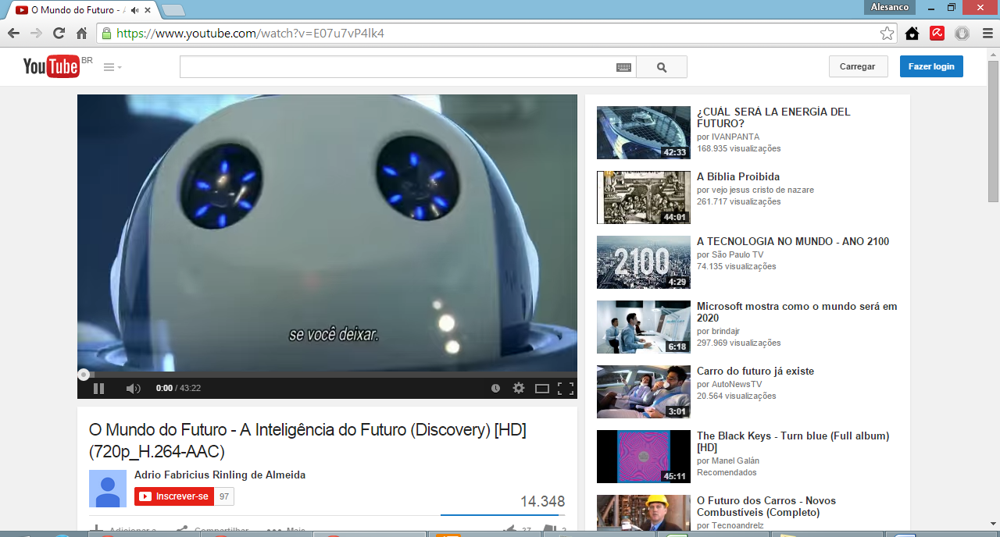 O Mundo do Futuro - A
Alesanco
https://www.youtube.com/watch?v=E07u7vP4lk4
YouTube BR
Carregar
Fazer login
se você deixar.
0:00 / 43:22
O Mundo do Futuro - A Inteligência do Futuro (Discovery) [HD]
(720p_H.264-AAC)
Adrio Fabricius Rinling de Almeida
Inscrever-se 97
14.348
Adicionar a
Compartilhar
Mais
27
2
42:33
¿CUÁL SERÁ LA ENERGÍA DEL
FUTURO?
por IVANPANTA
168.935 visualizações
44:01
A Bíblia Proibida
por vejo jesus cristo de nazare
261.717 visualizações
2100
4:29
A TECNOLOGIA NO MUNDO - ANO 2100
por São Paulo TV
74.135 visualizações
6:18
Microsoft mostra como o mundo será em
2020
por brindajr
297.969 visualizações
3:01
Carro do futuro já existe
por AutoNewsTV
20.564 visualizações
45:11
The Black Keys - Turn blue (Full album)
[HD]
por Manel Galán
Recomendados
O Futuro dos Carros - Novos
Combustíveis (Completo)
por Tecnoandrelz